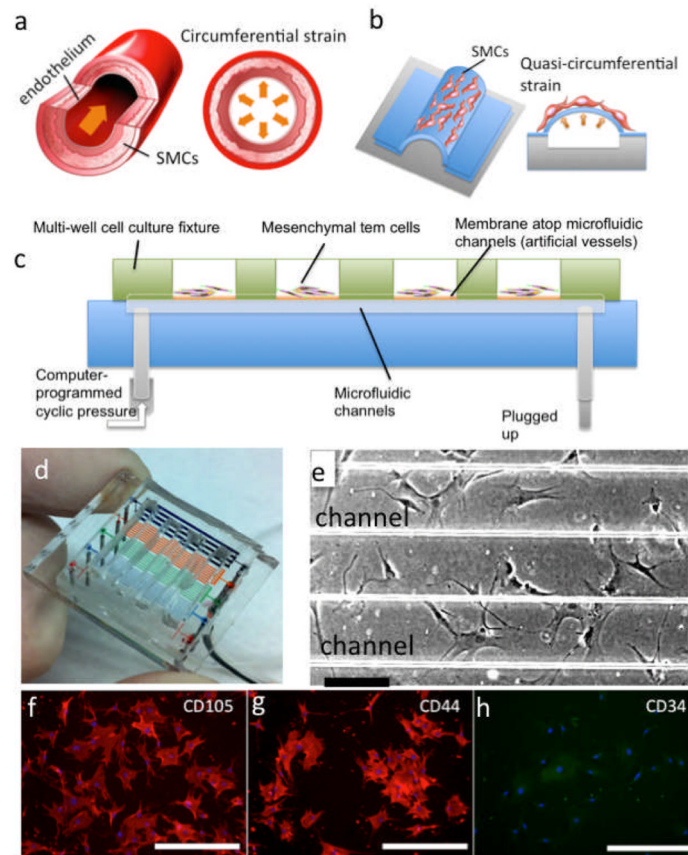 a
endothelium
SMCs
Circumferential strain
b
SMCs
Quasi-circumferential
strain
Multi-well cell culture fixture
Mesenchymal tem cells
Membrane atop microfluidic
channels (artificial vessels)
c
Computer-
programmed
cyclic pressure
Microfluidic
channels
Plugged
up
d
e
channel
channel
f
CD105
g
CD44
h
CD34